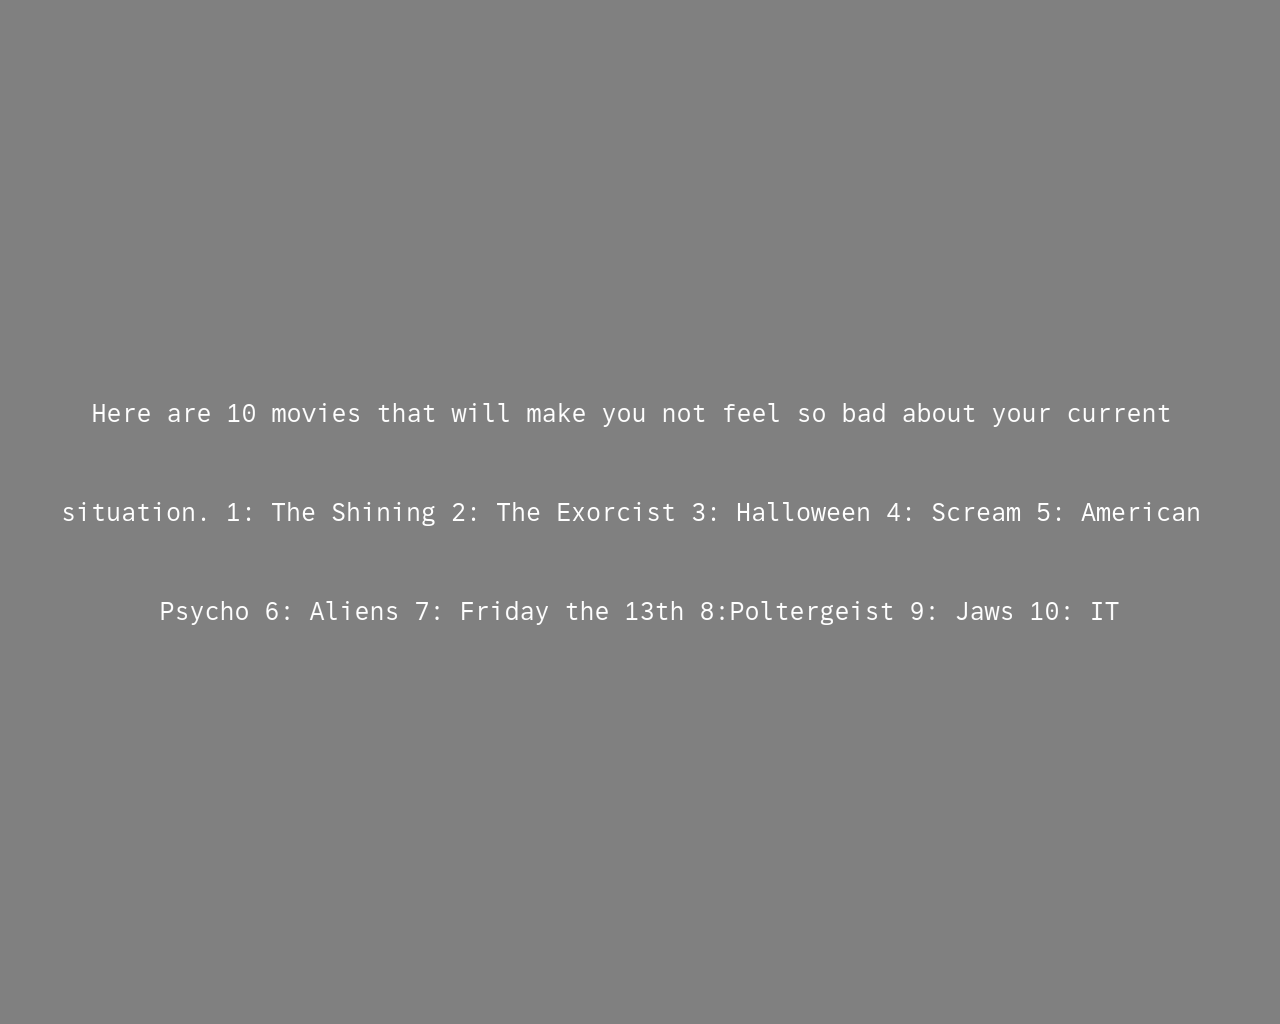 Here are 10 movies that will make you not feel so bad about your current
situation. 1: The Shining 2: The Exorcist 3: Halloween 4: Scream 5: American
Psycho 6: Aliens 7: Friday the 13th 8:Poltergeist 9: Jaws 10: IT